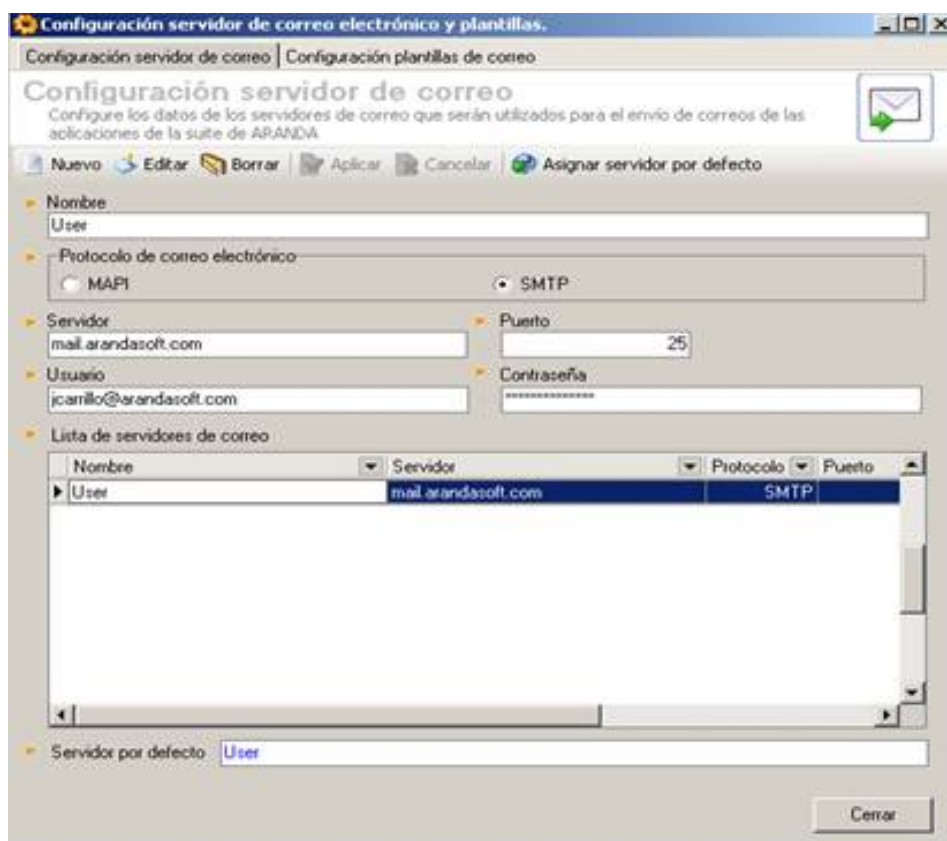 Configuración servidor de correo electrónico y plantillas.
Configuración servidor de correo Configuración plantillas de correo
Configuración servidor de correo
Configure los datos de los servidores de correo que serán utilizados para el envío de correos de las
aplicaciones de la suite de ARANDA
Nuevo Editar Borrar Aplicar Cancelar Asignar servidor por defecto
Nombre
User
Protocolo de correo electrónico
MAPI SMTP
Servidor Puerto
mail.arandasoft.com 25
Usuario Contraseña
jcarrillo@arandasoft.com **************
Lista de servidores de correo
Nombre Servidor Protocolo Puerto
User mail.arandasoft.com SMTP
Servidor por defecto User
Cerrar